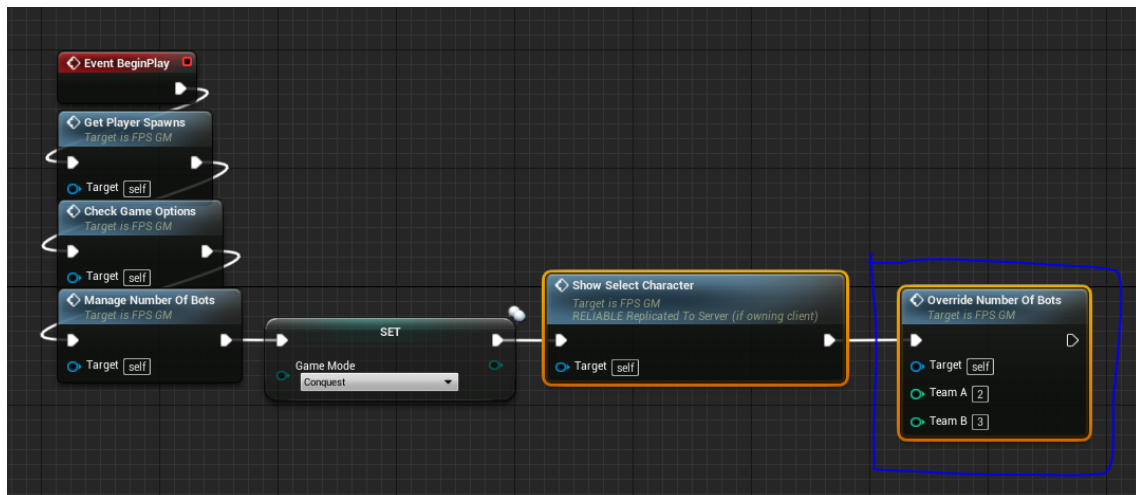 Event BeginPlay
Get Player Spawns
Target is FPS GM
Target self
Check Game Options
Target is FPS GM
Target self
Manage Number Of Bots
Target is FPS GM
Target self
SET
Game Mode
Conquest
Show Select Character
Target is FPS GM
RELIABLE Replicated To Server (if owning client)
Target self
Override Number Of Bots
Target is FPS GM
Target self
Team A 2
Team B 3